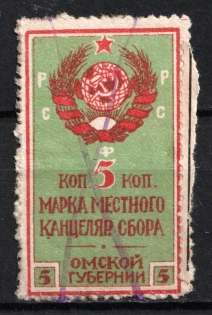 Р Р
С С
Ф
КОП. 5 КОП.
МАРКА МЕСТНОГО
КАНЦЕЛЯР. СБОРА
ОМСКОЙ
5 ГУБЕРНИИ 5